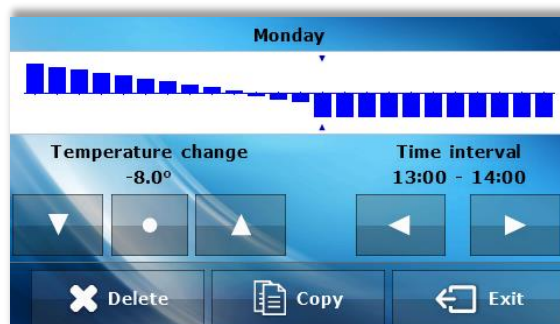 Monday
Temperature change
-8.0°
Time interval
13:00 - 14:00
Delete
Copy
Exit